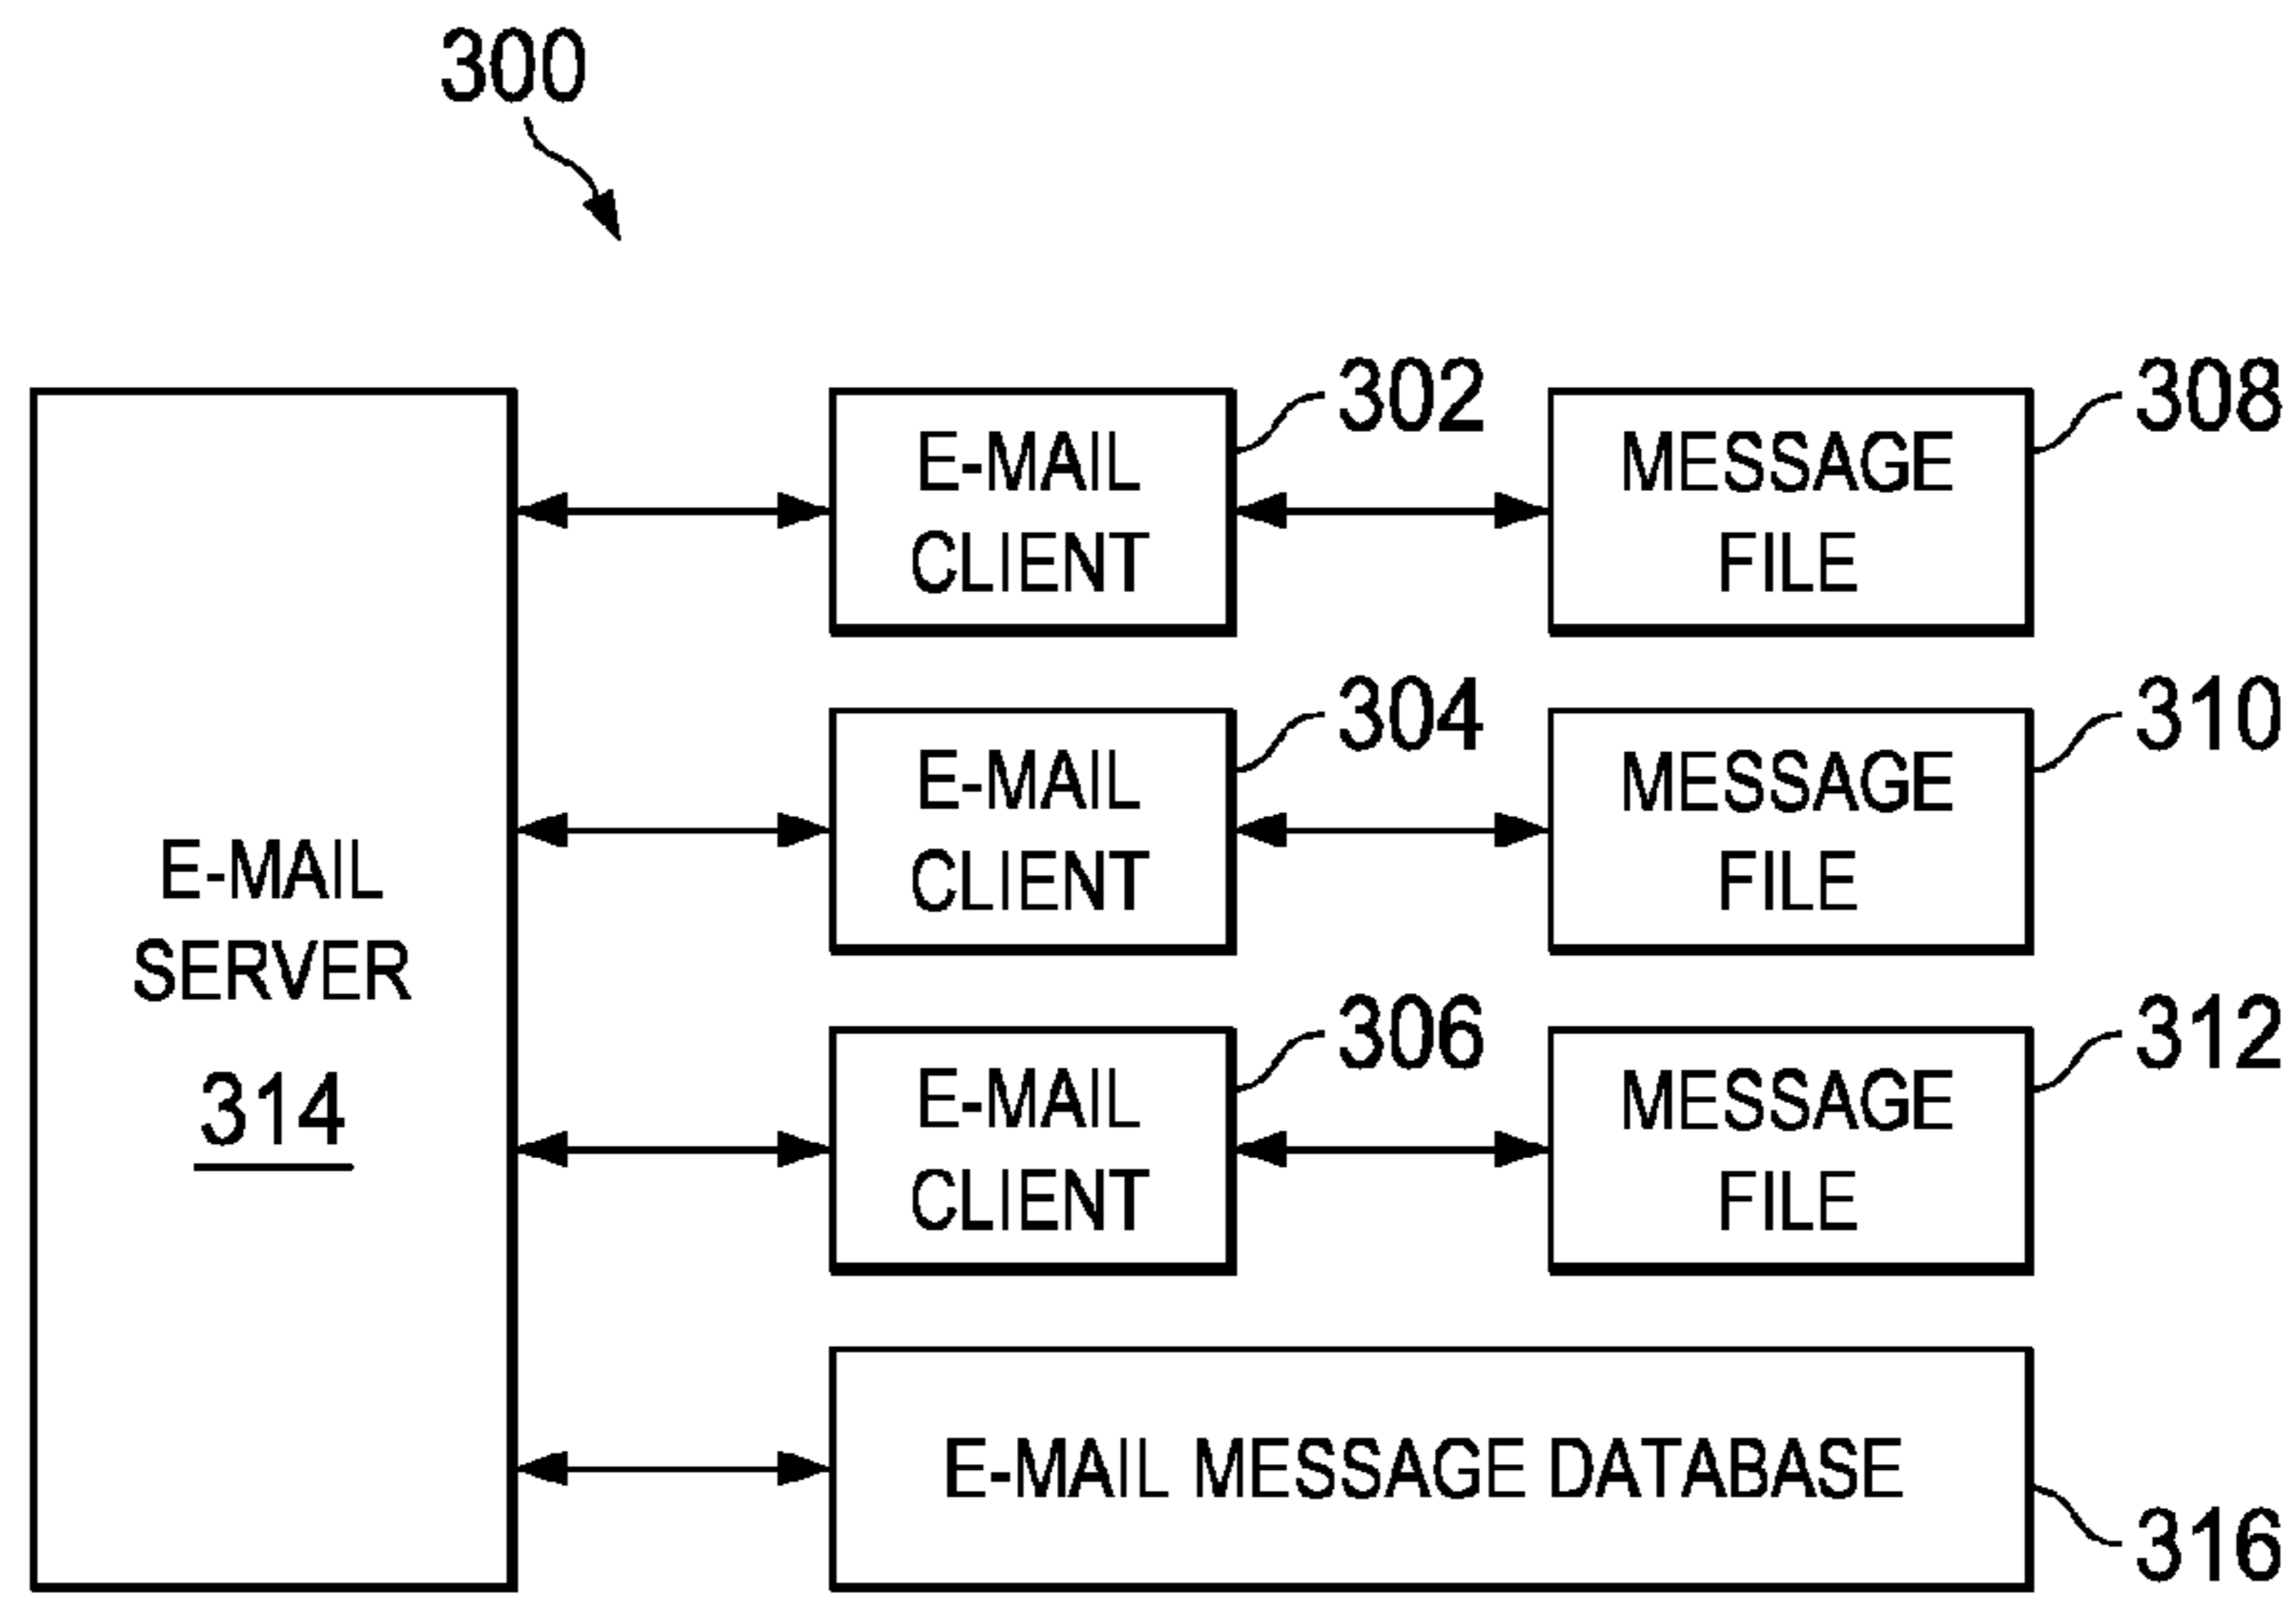 300
E-MAIL
SERVER
314
E-MAIL
CLIENT
302
MESSAGE
FILE
308
E-MAIL
CLIENT
304
MESSAGE
FILE
310
E-MAIL
CLIENT
306
MESSAGE
FILE
312
E-MAIL MESSAGE DATABASE
316